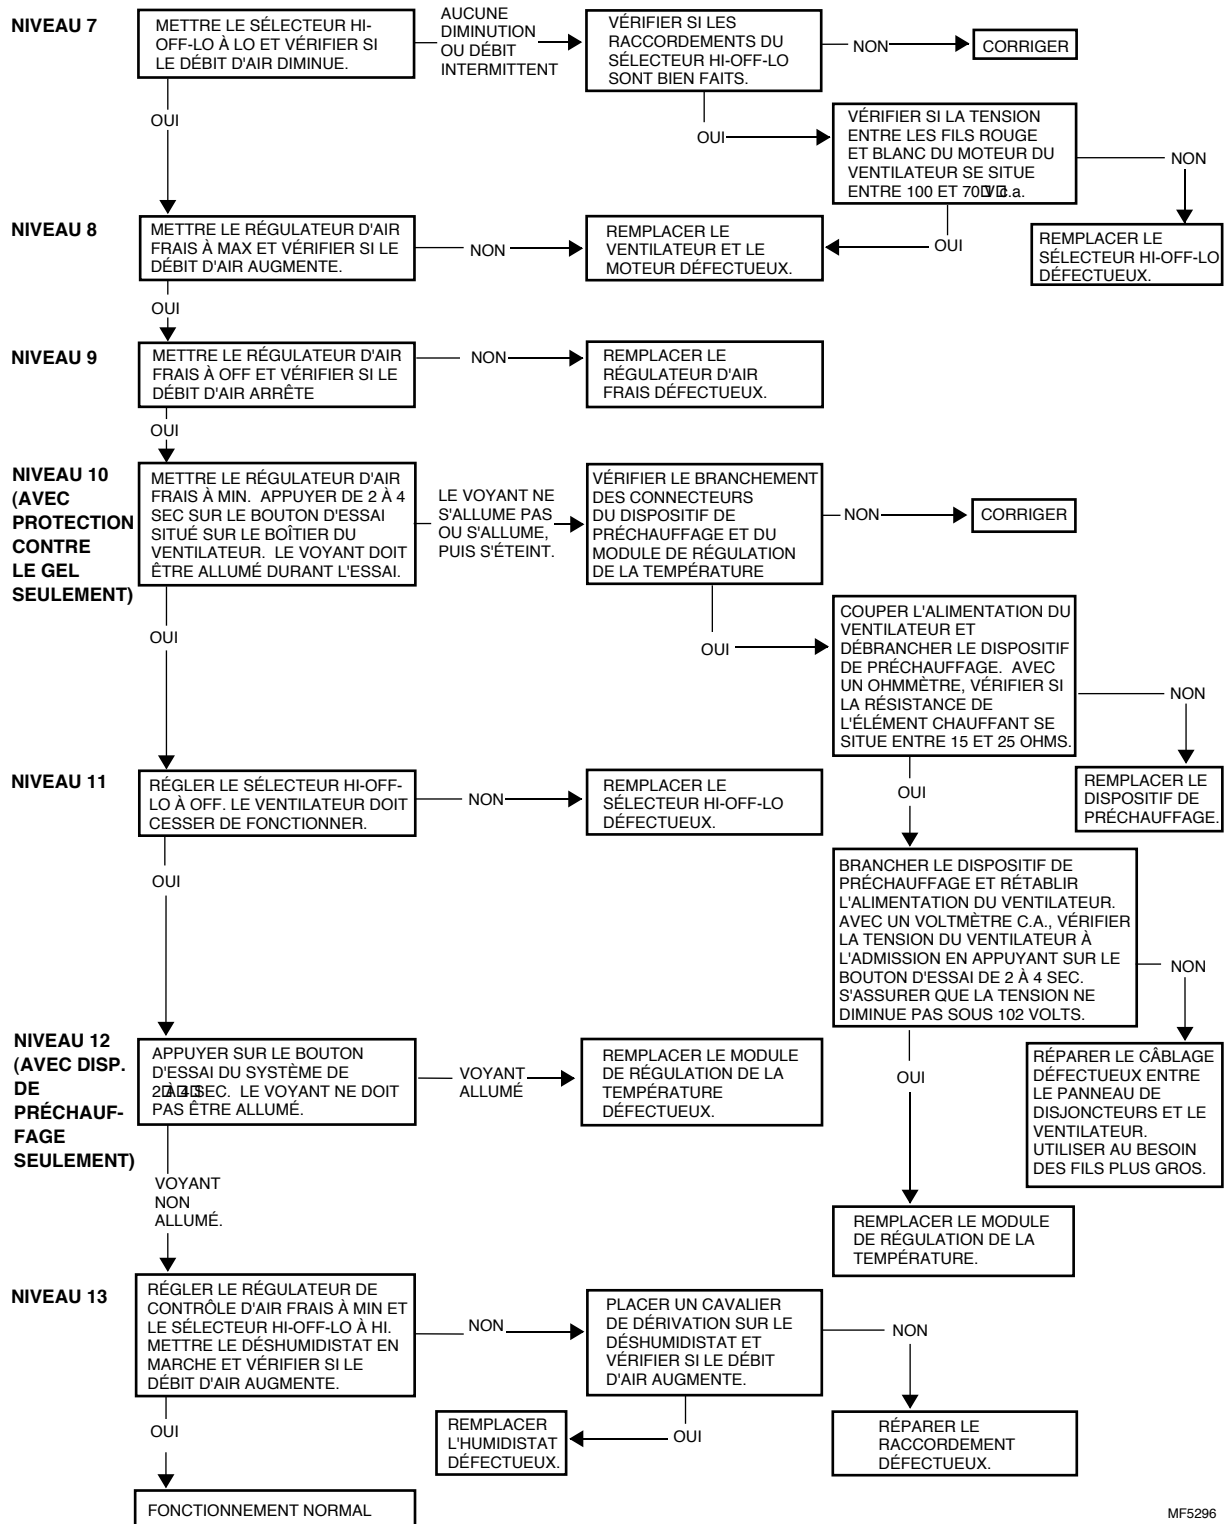 NIVEAU 7
METTRE LE SÉLECTEUR HI-
OFF-LO À LO ET VÉRIFIER SI
LE DÉBIT D'AIR DIMINUE.
AUCUNE
DIMINUTION
OU DÉBIT
INTERMITTENT
VÉRIFIER SI LES
RACCORDEMENTS DU
SÉLECTEUR HI-OFF-LO
SONT BIEN FAITS.
NON
CORRIGER
OUI
OUI
VÉRIFIER SI LA TENSION
ENTRE LES FILS ROUGE
ET BLANC DU MOTEUR DU
VENTILATEUR SE SITUE
ENTRE 100 ET 70 V c.a.
NON
NIVEAU 8
METTRE LE RÉGULATEUR D'AIR
FRAIS À MAX ET VÉRIFIER SI LE
DÉBIT D'AIR AUGMENTE.
NON
REMPLACER LE
VENTILATEUR ET LE
MOTEUR DÉFECTUEUX.
OUI
REMPLACER LE
SÉLECTEUR HI-OFF-LO
DÉFECTUEUX.
OUI
NIVEAU 9
METTRE LE RÉGULATEUR D'AIR
FRAIS À OFF ET VÉRIFIER SI LE
DÉBIT D'AIR ARRÊTE
NON
REMPLACER LE
RÉGULATEUR D'AIR
FRAIS DÉFECTUEUX.
OUI
NIVEAU 10
(AVEC
PROTECTION
CONTRE
LE GEL
SEULEMENT)
METTRE LE RÉGULATEUR D'AIR
FRAIS À MIN. APPUYER DE 2 À 4
SEC SUR LE BOUTON D'ESSAI
SITUÉ SUR LE BOÎTIER DU
VENTILATEUR. LE VOYANT DOIT
ÊTRE ALLUMÉ DURANT L'ESSAI.
LE VOYANT NE
S'ALLUME PAS
OU S'ALLUME,
PUIS S'ÉTEINT.
VÉRIFIER LE BRANCHEMENT
DES CONNECTEURS
DU DISPOSITIF DE
PRÉCHAUFFAGE ET DU
MODULE DE RÉGULATION
DE LA TEMPÉRATURE
NON
CORRIGER
OUI
OUI
COUPER L'ALIMENTATION DU
VENTILATEUR ET
DÉBRANCHER LE DISPOSITIF
DE PRÉCHAUFFAGE. AVEC
UN OHMMÈTRE, VÉRIFIER SI
LA RÉSISTANCE DE
L'ÉLÉMENT CHAUFFANT SE
SITUE ENTRE 15 ET 25 OHMS.
NON
NIVEAU 11
RÉGLER LE SÉLECTEUR HI-OFF-
LO À OFF. LE VENTILATEUR DOIT
CESSER DE FONCTIONNER.
NON
REMPLACER LE
SÉLECTEUR HI-OFF-LO
DÉFECTUEUX.
OUI
REMPLACER LE
DISPOSITIF DE
PRÉCHAUFFAGE.
OUI
BRANCHER LE DISPOSITIF DE
PRÉCHAUFFAGE ET RÉTABLIR
L'ALIMENTATION DU VENTILATEUR.
AVEC UN VOLTMÈTRE C.A., VÉRIFIER
LA TENSION DU VENTILATEUR À
L'ADMISSION EN APPUYANT SUR LE
BOUTON D'ESSAI DE 2 À 4 SEC.
S'ASSURER QUE LA TENSION NE
DIMINUE PAS SOUS 102 VOLTS.
NON
NIVEAU 12
(AVEC DISP.
DE
PRÉCHAUF-
FAGE
SEULEMENT)
APPUYER SUR LE BOUTON
D'ESSAI DU SYSTÈME DE
2 À 4 SEC. LE VOYANT NE DOIT
PAS ÊTRE ALLUMÉ.
VOYANT
ALLUMÉ
REMPLACER LE MODULE
DE RÉGULATION DE LA
TEMPÉRATURE
DÉFECTUEUX.
OUI
RÉPARER LE CÂBLAGE
DÉFECTUEUX ENTRE
LE PANNEAU DE
DISJONCTEURS ET LE
VENTILATEUR.
UTILISER AU BESOIN
DES FILS PLUS GROS.
VOYANT
NON
ALLUMÉ.
REMPLACER LE MODULE
DE RÉGULATION DE LA
TEMPÉRATURE.
NIVEAU 13
RÉGLER LE RÉGULATEUR DE
CONTRÔLE D'AIR FRAIS À MIN ET
LE SÉLECTEUR HI-OFF-LO À HI.
METTRE LE DÉSHUMIDISTAT EN
MARCHE ET VÉRIFIER SI LE
DÉBIT D'AIR AUGMENTE.
NON
PLACER UN CAVALIER
DE DÉRIVATION SUR LE
DÉSHUMIDISTAT ET
VÉRIFIER SI LE DÉBIT
D'AIR AUGMENTE.
NON
OUI
REMPLACER
L'HUMIDISTAT
DÉFECTUEUX.
OUI
RÉPARER LE
RACCORDEMENT
DÉFECTUEUX.
FONCTIONNEMENT NORMAL
MF5296